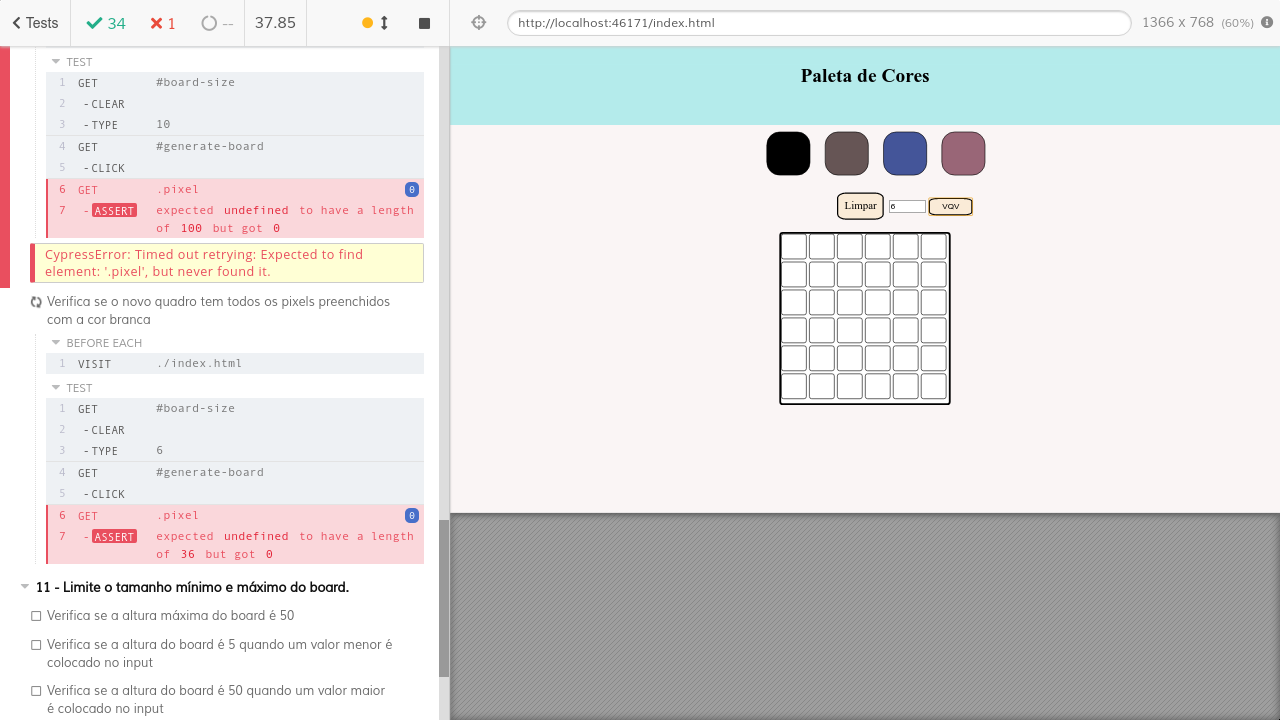 Tests 34 1 -- 37.85 http://localhost:46171/index.html 1366 x 768 (60%)
TEST
1 GET #board-size
2 -CLEAR
3 -TYPE 10
4 GET #generate-board
5 -CLICK
6 GET .pixel 0
7 -ASSERT expected undefined to have a length
of 100 but got 0
CypressError: Timed out retrying: Expected to find
element: '.pixel', but never found it.
Verifica se o novo quadro tem todos os pixels preenchidos
com a cor branca
BEFORE EACH
1 VISIT ./index.html
TEST
1 GET #board-size
2 -CLEAR
3 -TYPE 6
4 GET #generate-board
5 -CLICK
6 GET .pixel 0
7 -ASSERT expected undefined to have a length
of 36 but got 0
11 - Limite o tamanho mínimo e máximo do board.
Verifica se a altura máxima do board é 50
Verifica se a altura do board é 5 quando um valor menor é
colocado no input
Verifica se a altura do board é 50 quando um valor maior
é colocado no input
Paleta de Cores
Limpar 6 VQV